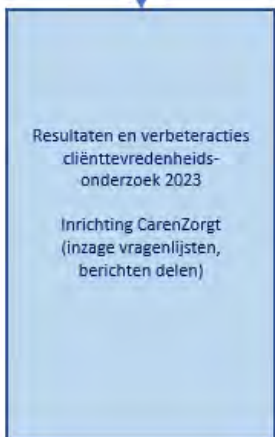 Resultaten en verbeteracties
cliënttevredenheids-
onderzoek 2023
Inrichting CarenZorgt
(inzage vragenlijsten,
berichten delen)